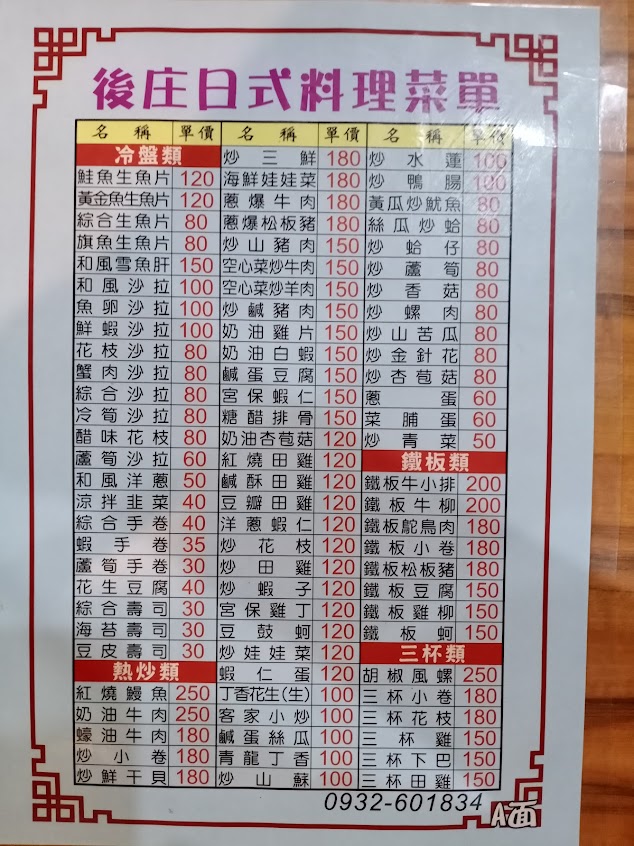 後庄日式料理菜單
名稱 單價
冷盤類
鮭魚生魚片 120
黃金魚生魚片 120
綜合生魚片 80
旗魚生魚片 80
和風雪魚肝 150
和風沙拉 100
魚卵沙拉 100
鮮蝦沙拉 100
花枝沙拉 80
蟹肉沙拉 80
綜合沙拉 80
冷筍沙拉 80
醋味花枝 80
蘆筍沙拉 60
和風洋蔥 50
涼拌韭菜 40
綜合手卷 40
蝦手卷 35
蘆筍手卷 30
花生豆腐 40
綜合壽司 30
海苔壽司 30
豆皮壽司 30
熱炒類
紅燒鰻魚 250
奶油牛肉 250
蠔油牛肉 180
炒小卷 180
炒鮮干貝 180
名稱 單價
炒三鮮 180
海鮮娃娃菜 180
蔥爆牛肉 180
蔥爆松板豬 180
炒山豬肉 150
空心菜炒牛肉 150
空心菜炒羊肉 150
炒鹹豬肉 150
奶油雞片 150
奶油白蝦 150
鹹蛋豆腐 150
宮保蝦仁 150
糖醋排骨 150
奶油杏苞菇 120
紅燒田雞 120
鹹酥田雞 120
豆瓣田雞 120
洋蔥蝦仁 120
炒花枝 120
炒田雞 120
炒蝦子 120
宮保雞丁 120
豆鼓蚵 120
炒娃娃菜 120
蝦仁蛋 120
丁香花生(生) 100
客家小炒 100
鹹蛋絲瓜 100
青龍丁香 100
炒山蘇 100
名稱 單價
炒水蓮 100
炒鴨腸 100
黃瓜炒魷魚 80
絲瓜炒蛤 80
炒蛤仔 80
炒蘆筍 80
炒香菇 80
炒螺肉 80
炒山苦瓜 80
炒金針花 80
炒杏苞菇 80
蔥蛋 60
菜脯蛋 60
炒青菜 50
鐵板類
鐵板牛小排 200
鐵板牛柳 200
鐵板鴕鳥肉 180
鐵板小卷 180
鐵板松板豬 180
鐵板豆腐 150
鐵板雞柳 150
鐵板蚵 150
三杯類
胡椒風螺 250
三杯小卷 180
三杯花枝 180
三杯雞 150
三杯下巴 150
三杯田雞 150
0932-601834
A面